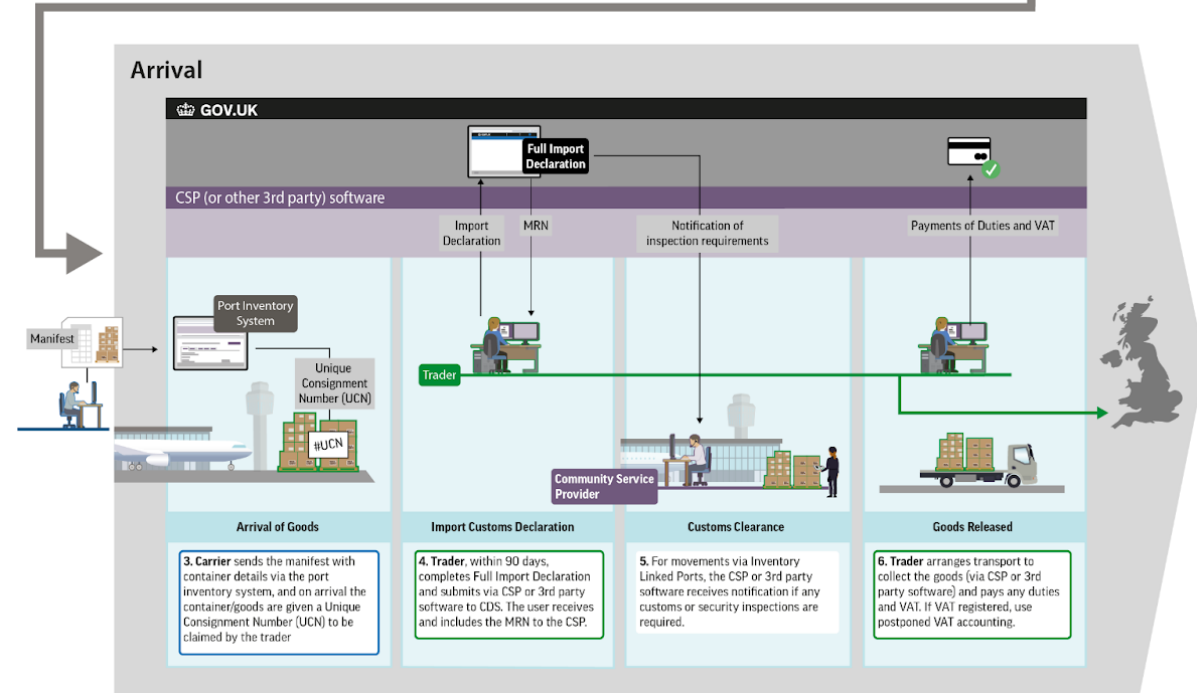 Arrival
GOV.UK
Full Import
Declaration
CSP (or other 3rd party) software
Import
Declaration
MRN
Notification of
inspection requirements
Payments of Duties and VAT
Manifest
Port Inventory
System
Unique
Consignment
Number (UCN)
#UCN
Trader
Community Service
Provider
Arrival of Goods
Import Customs Declaration
Customs Clearance
Goods Released
3. Carrier sends the manifest with
container details via the port
inventory system, and on arrival the
container/goods are given a Unique
Consignment Number (UCN) to be
claimed by the trader
4. Trader, within 90 days,
completes Full Import Declaration
and submits via CSP or 3rd party
software to CDS. The user receives
and includes the MRN to the CSP.
5. For movements via Inventory
Linked Ports, the CSP or 3rd party
software receives notification if any
customs or security inspections are
required.
6. Trader arranges transport to
collect the goods (via CSP or 3rd
party software) and pays any duties
and VAT. If VAT registered, use
postponed VAT accounting.